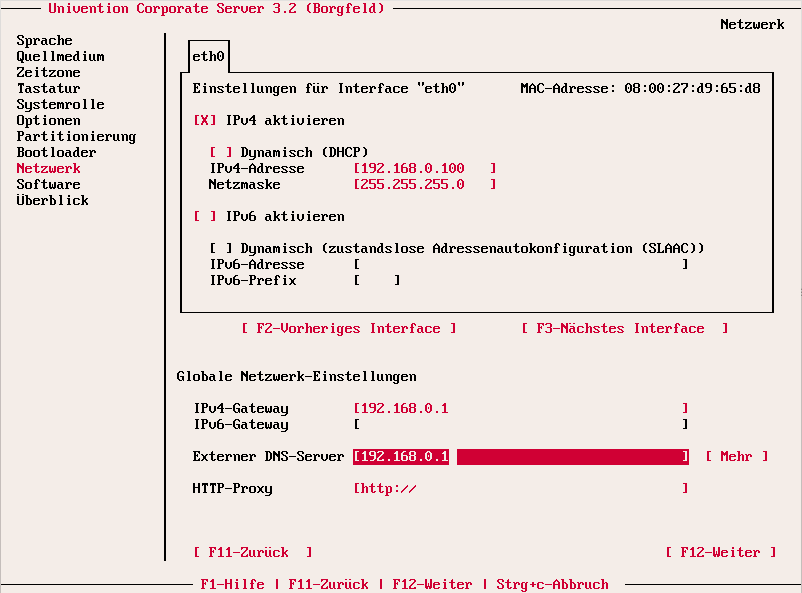 Univention Corporate Server 3.2 (Borgfeld)
Netzwerk
Sprache
Quellmedium
Zeitzone
Tastatur
Systemrolle
Optionen
Partitionierung
Bootloader
Netzwerk
Software
Überblick
eth0
Einstellungen für Interface "eth0" MAC-Adresse: 08:00:27:d9:65:d8
[X] IPv4 aktivieren
[ ] Dynamisch (DHCP)
IPv4-Adresse [192.168.0.100 ]
Netzmaske [255.255.255.0 ]
[ ] IPv6 aktivieren
[ ] Dynamisch (zustandslose Adressenautokonfiguration (SLAAC))
IPv6-Adresse [ ]
IPv6-Prefix [ ]
[ F2-Vorheriges Interface ] [ F3-Nächstes Interface ]
Globale Netzwerk-Einstellungen
IPv4-Gateway [192.168.0.1 ]
IPv6-Gateway [ ]
Externer DNS-Server [192.168.0.1 ] [ Mehr ]
HTTP-Proxy [http:// ]
[ F11-Zurück ] [ F12-Weiter ]
F1-Hilfe | F11-Zurück | F12-Weiter | Strg+c-Abbruch